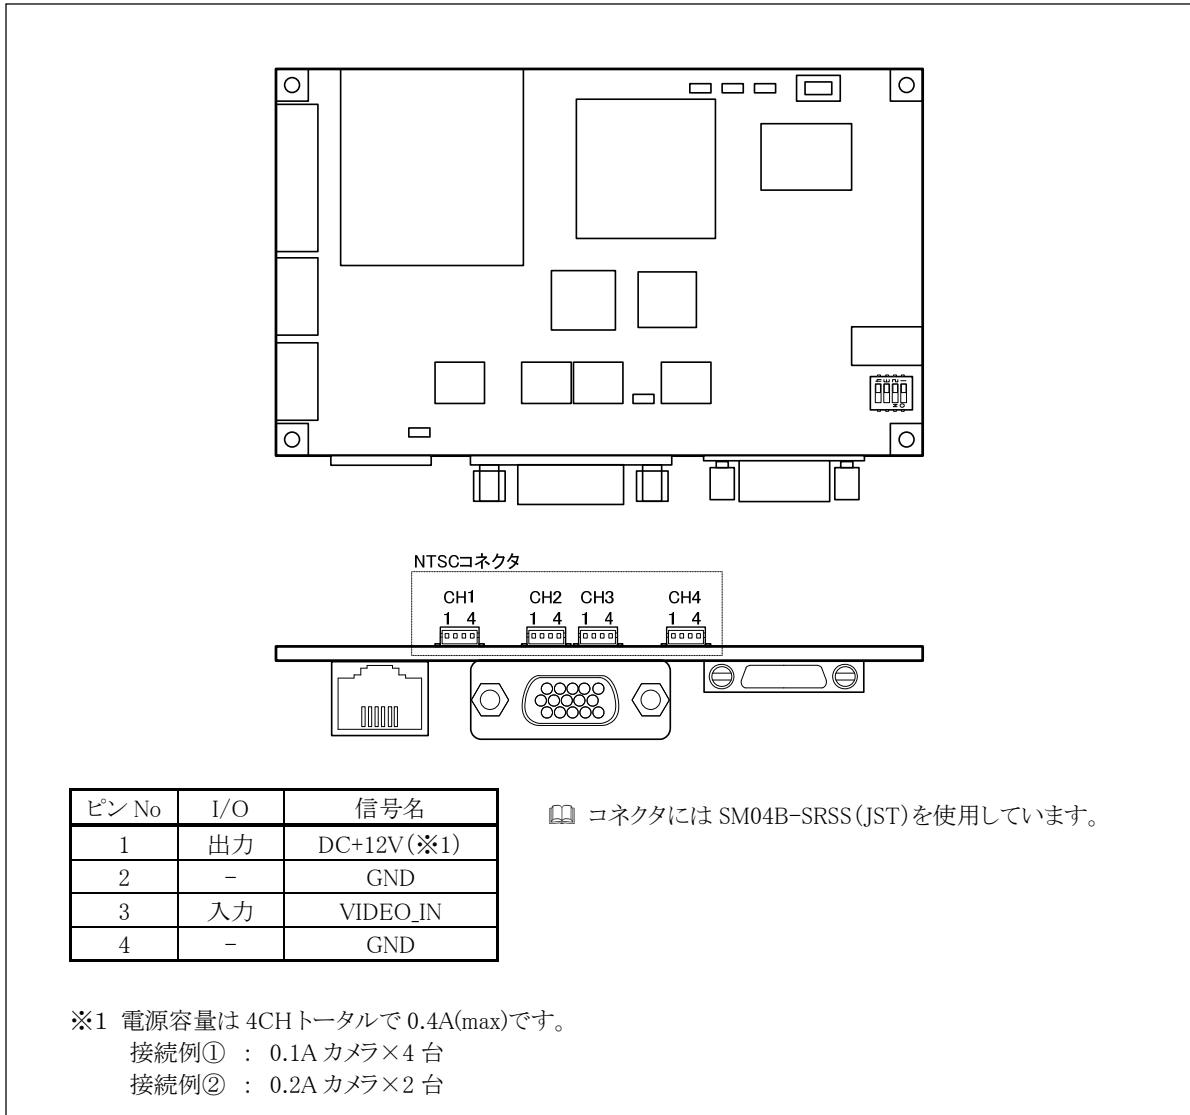 NTSCコネクタ
CH1 CH2 CH3 CH4
1 4 1 4 1 4 1 4
ピン No I/O 信号名
1 出力 DC+12V(※1)
2 - GND
3 入力 VIDEO_IN
4 - GND
コネクタには SM04B-SRSS(JST)を使用しています。
※1 電源容量は 4CHトータルで 0.4A(max)です。
接続例① : 0.1A カメラ×4 台
接続例② : 0.2A カメラ×2 台